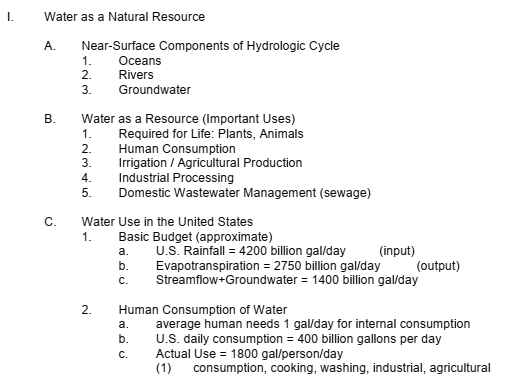 I. Water as a Natural Resource
A. Near-Surface Components of Hydrologic Cycle
1. Oceans
2. Rivers
3. Groundwater
B. Water as a Resource (Important Uses)
1. Required for Life: Plants, Animals
2. Human Consumption
3. Irrigation / Agricultural Production
4. Industrial Processing
5. Domestic Wastewater Management (sewage)
C. Water Use in the United States
1. Basic Budget (approximate)
a. U.S. Rainfall = 4200 billion gal/day (input)
b. Evapotranspiration = 2750 billion gal/day (output)
c. Streamflow+Groundwater = 1400 billion gal/day
2. Human Consumption of Water
a. average human needs 1 gal/day for internal consumption
b. U.S. daily consumption = 400 billion gallons per day
c. Actual Use = 1800 gal/person/day
(1) consumption, cooking, washing, industrial, agricultural